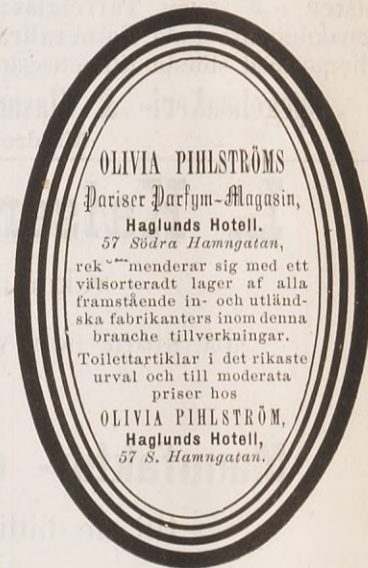 OLIVIA PIHLSTRÖMS
Pariser Parfym-Magasin,
Haglunds Hotell.
57 Södra Hamngatan,
rek menderar sig med ett
välsorteradt lager af alla
framstående in- och utländ-
ska fabrikanters inom denna
branche tillverkningar.
Toilettartiklar i det rikaste
urval och till moderata
priser hos
OLIVIA PIHLSTRÖM,
Haglunds Hotell,
57 S. Hamngatan.